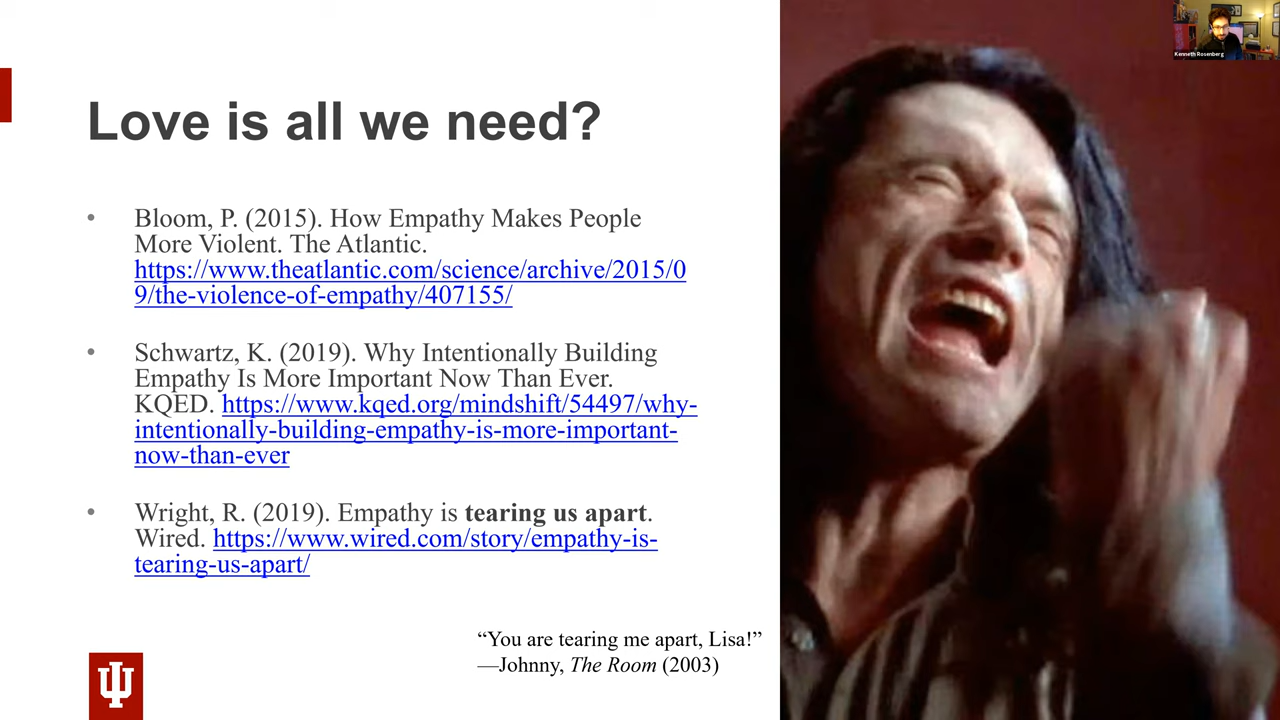 Kenneth Rosenberg
Love is all we need?
• Bloom, P. (2015). How Empathy Makes People
More Violent. The Atlantic.
https://www.theatlantic.com/science/archive/2015/0
9/the-violence-of-empathy/407155/
• Schwartz, K. (2019). Why Intentionally Building
Empathy Is More Important Now Than Ever.
KQED. https://www.kqed.org/mindshift/54497/why-
intentionally-building-empathy-is-more-important-
now-than-ever
• Wright, R. (2019). Empathy is tearing us apart.
Wired. https://www.wired.com/story/empathy-is-
tearing-us-apart/
“You are tearing me apart, Lisa!”
—Johnny, The Room (2003)